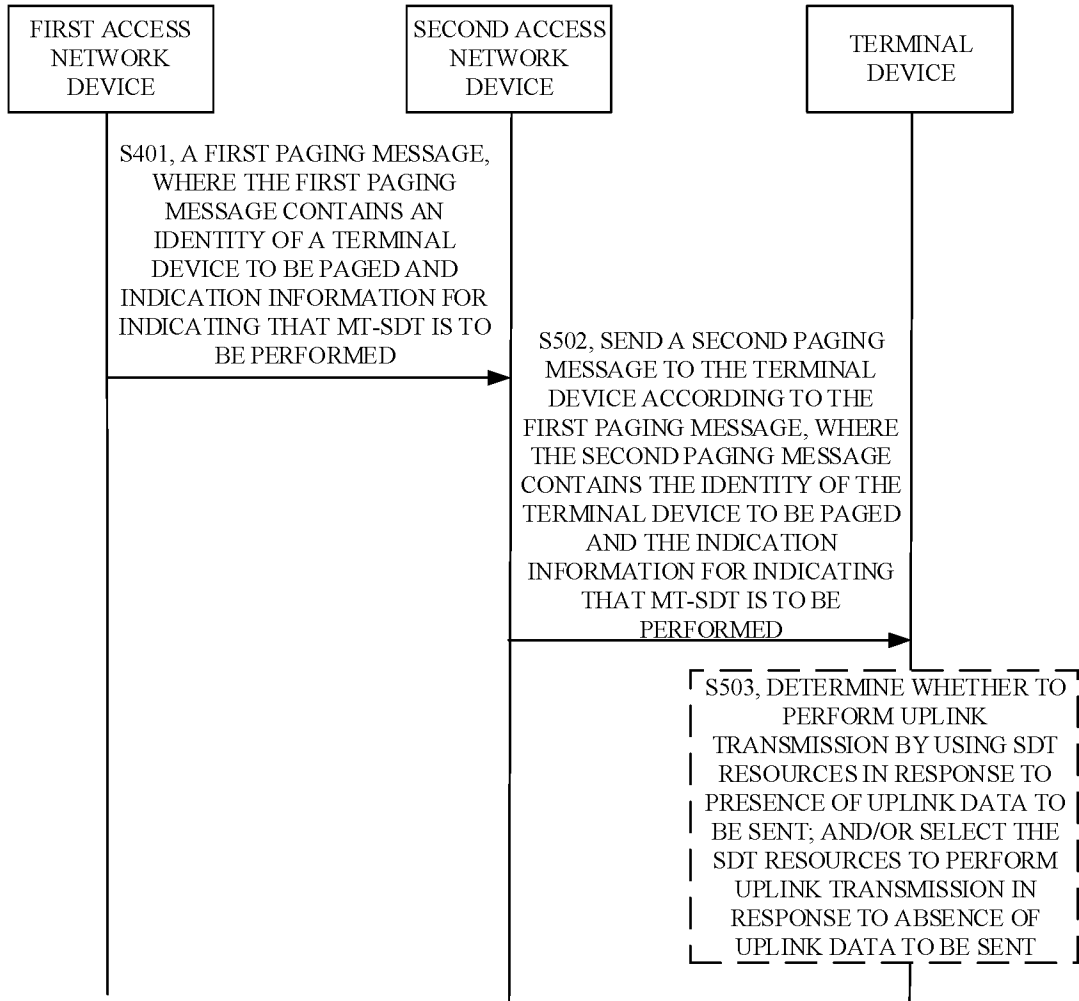 FIRST ACCESS
NETWORK
DEVICE
SECOND ACCESS
NETWORK
DEVICE
TERMINAL
DEVICE
S401, A FIRST PAGING MESSAGE,
WHERE THE FIRST PAGING
MESSAGE CONTAINS AN
IDENTITY OF A TERMINAL
DEVICE TO BE PAGED AND
INDICATION INFORMATION FOR
INDICATING THAT MT-SDT IS TO
BE PERFORMED
S502, SEND A SECOND PAGING
MESSAGE TO THE TERMINAL
DEVICE ACCORDING TO THE
FIRST PAGING MESSAGE, WHERE
THE SECOND PAGING MESSAGE
CONTAINS THE IDENTITY OF THE
TERMINAL DEVICE TO BE PAGED
AND THE INDICATION
INFORMATION FOR INDICATING
THAT MT-SDT IS TO BE
PERFORMED
S503, DETERMINE WHETHER TO
PERFORM UPLINK
TRANSMISSION BY USING SDT
RESOURCES IN RESPONSE TO
PRESENCE OF UPLINK DATA TO
BE SENT; AND/OR SELECT THE
SDT RESOURCES TO PERFORM
UPLINK TRANSMISSION IN
RESPONSE TO ABSENCE OF
UPLINK DATA TO BE SENT